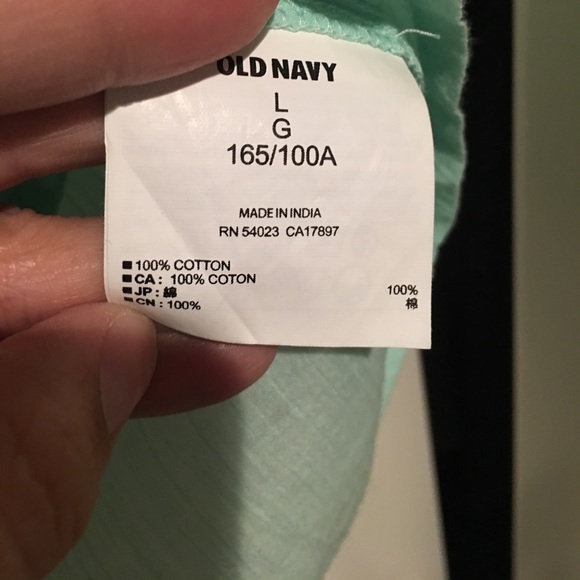 OLD NAVY
L
G
165/100A
MADE IN INDIA
RN 54023 CA17897
■ 100% COTTON
■ CA : 100% COTON
■ JP : 綿 100%
■ CN : 100% 棉